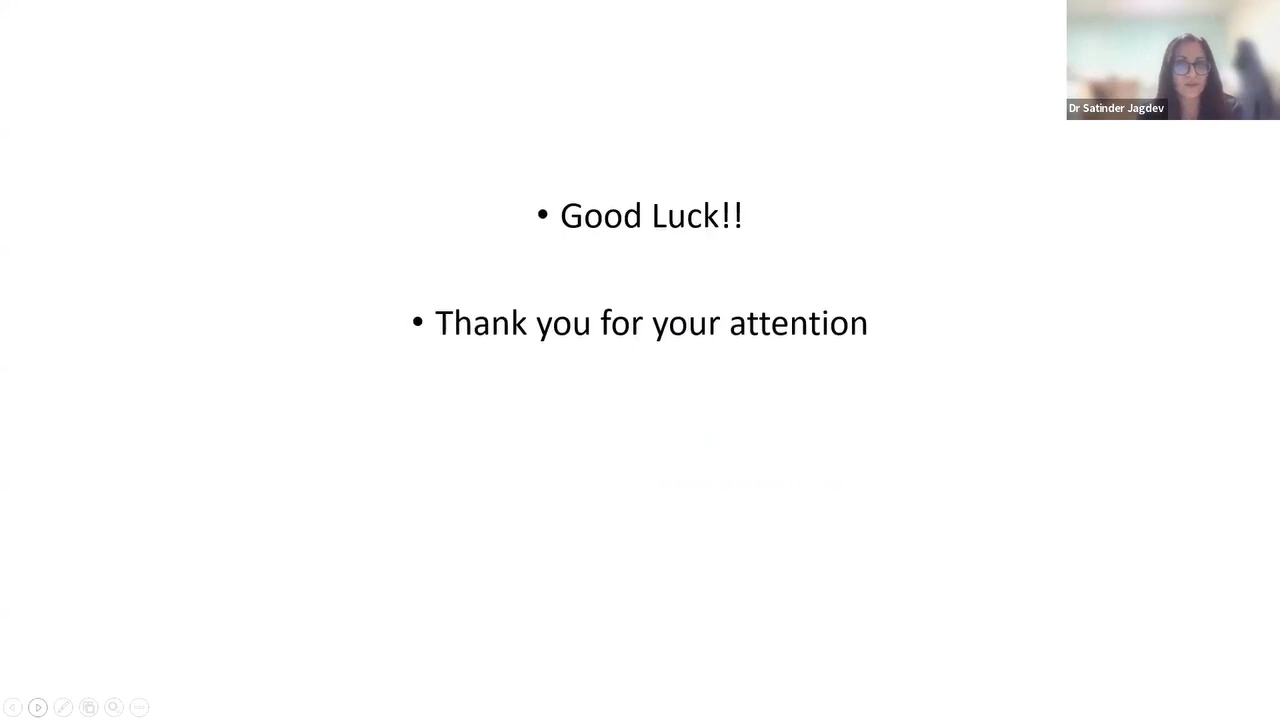 Dr Satinder Jagdev
• Good Luck!!
• Thank you for your attention